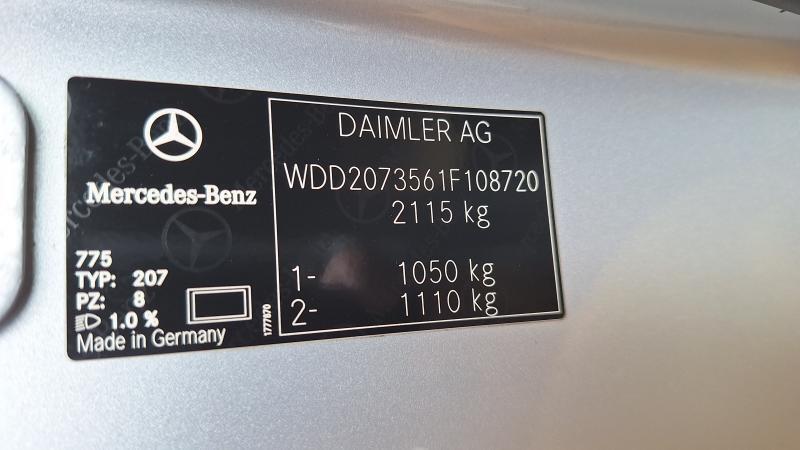 Mercedes-Benz
775
TYP: 207
PZ: 8
1.0 %
Made in Germany
1777670
DAIMLER AG
WDD2073561F108720
2115 kg
1- 1050 kg
2- 1110 kg